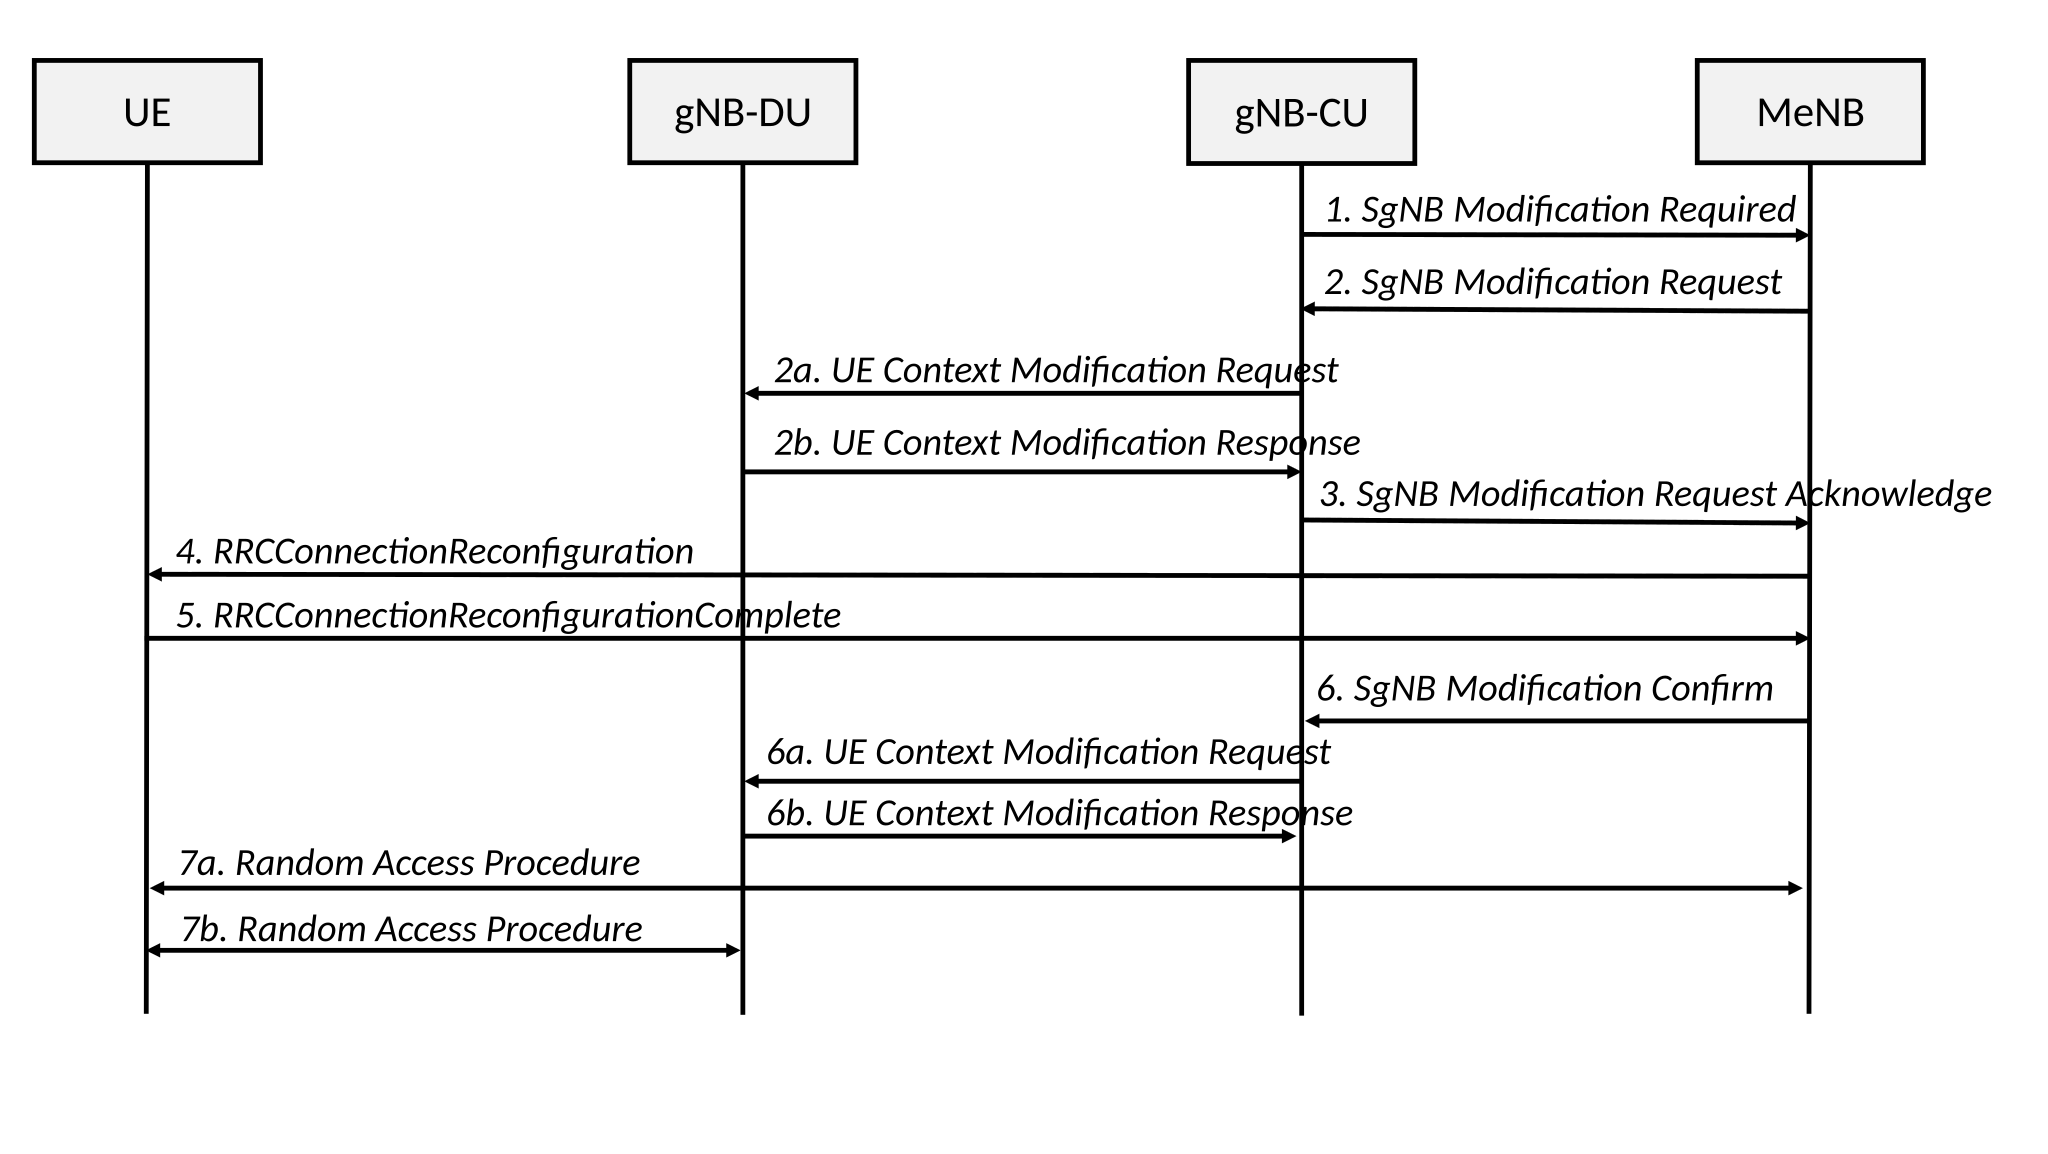 UE
gNB-DU
gNB-CU
MeNB
1. SgNB Modification Required
2. SgNB Modification Request
2a. UE Context Modification Request
2b. UE Context Modification Response
3. SgNB Modification Request Acknowledge
4. RRCConnectionReconfiguration
5. RRCConnectionReconfigurationComplete
6. SgNB Modification Confirm
6a. UE Context Modification Request
6b. UE Context Modification Response
7a. Random Access Procedure
7b. Random Access Procedure